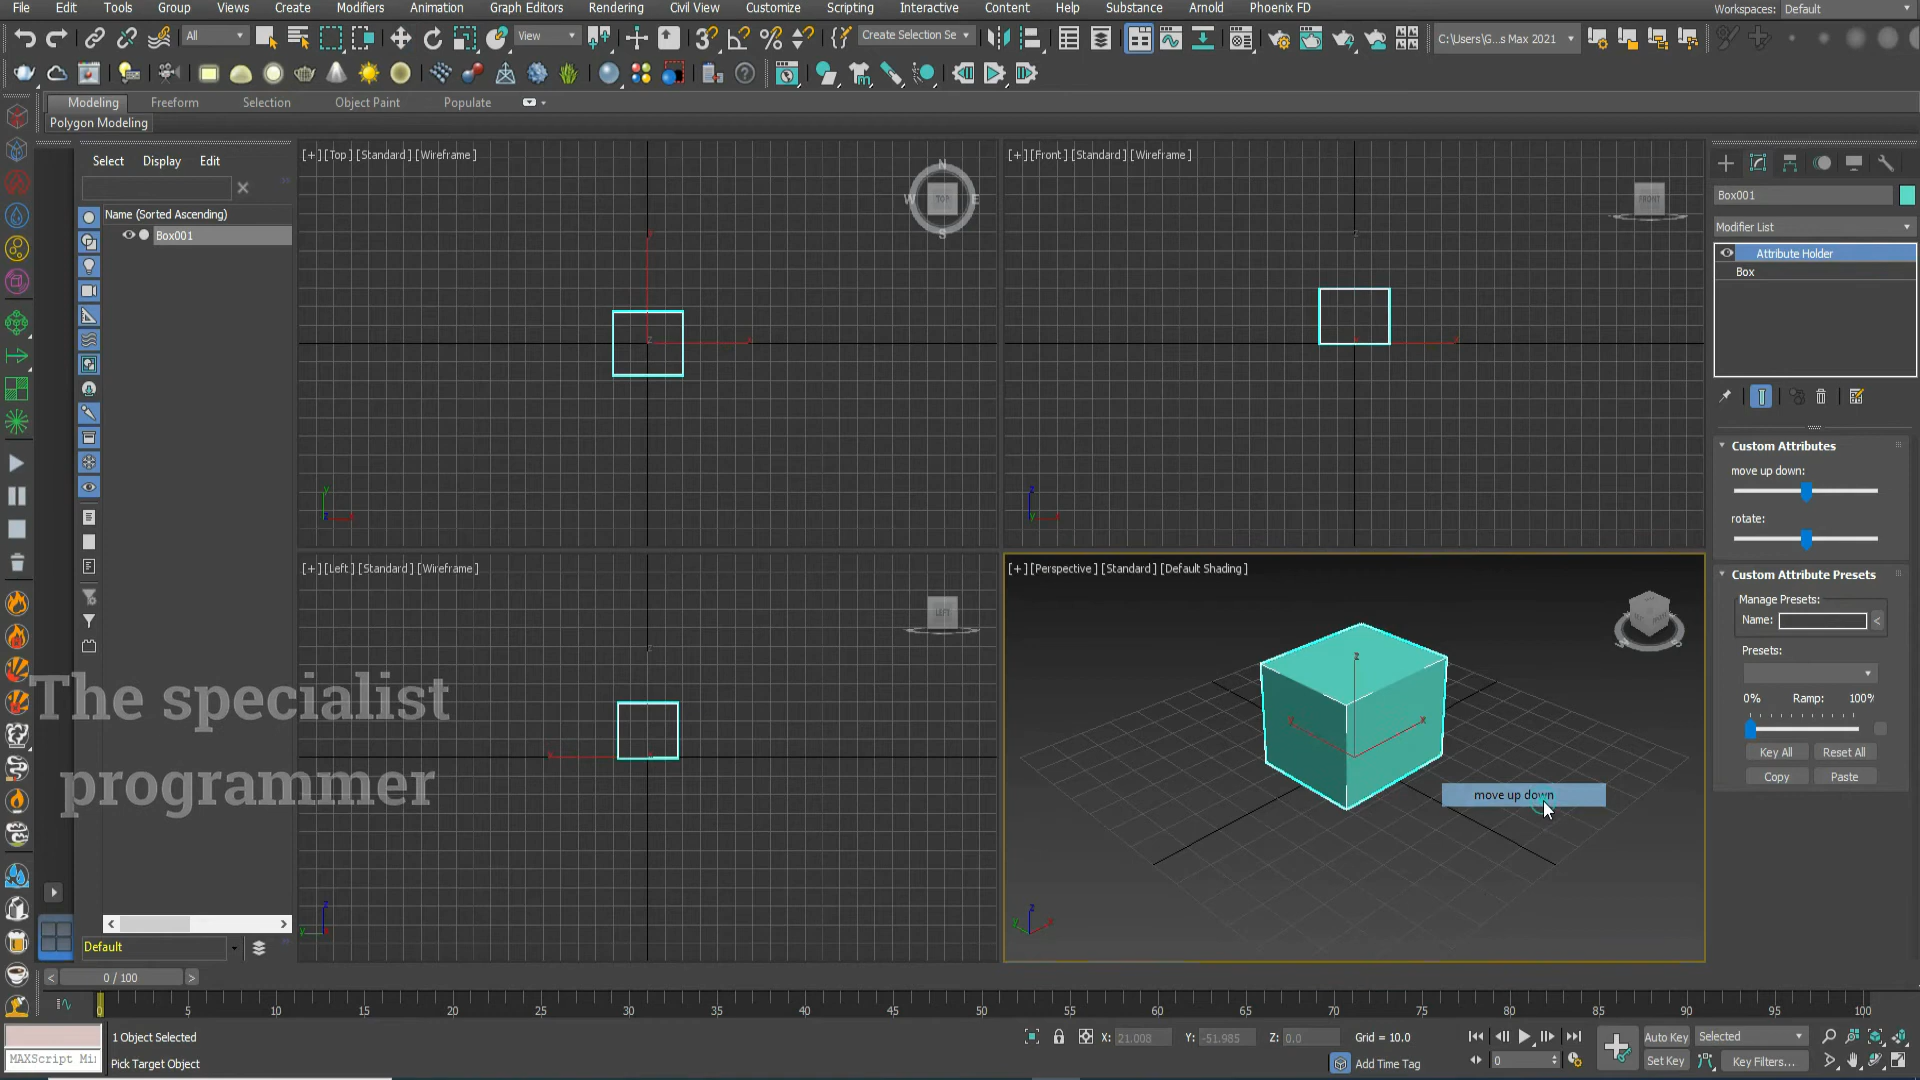 File Edit Tools Group Views Create Modifiers Animation Graph Editors Rendering Civil View Customize Scripting Interactive Content Help Substance Arnold Phoenix FD Workspaces: Default
All View Create Selection Se C:\Users\G...s Max 2021
Modeling Freeform Selection Object Paint Populate
Polygon Modeling
Select Display Edit
Name (Sorted Ascending)
Box001
Default
[+] [Top] [Standard] [Wireframe]
N
W TOP E
S
[+] [Front] [Standard] [Wireframe]
FRONT
[+] [Left] [Standard] [Wireframe]
LEFT
[+] [Perspective] [Standard] [Default Shading]
move up down
Box001
Modifier List
Attribute Holder
Box
Custom Attributes
move up down:
rotate:
Custom Attribute Presets
Manage Presets:
Name: <
Presets:
0% Ramp: 100%
Key All Reset All
Copy Paste
The specialist
programmer
< 0 / 100 >
0 5 10 15 20 25 30 35 40 45 50 55 60 65 70 75 80 85 90 95 100
1 Object Selected X: 21.008 Y: -51.985 Z: 0.0 Grid = 10.0 Auto Key Selected
MAXScript Mi Pick Target Object Add Time Tag 0 Set Key Key Filters...